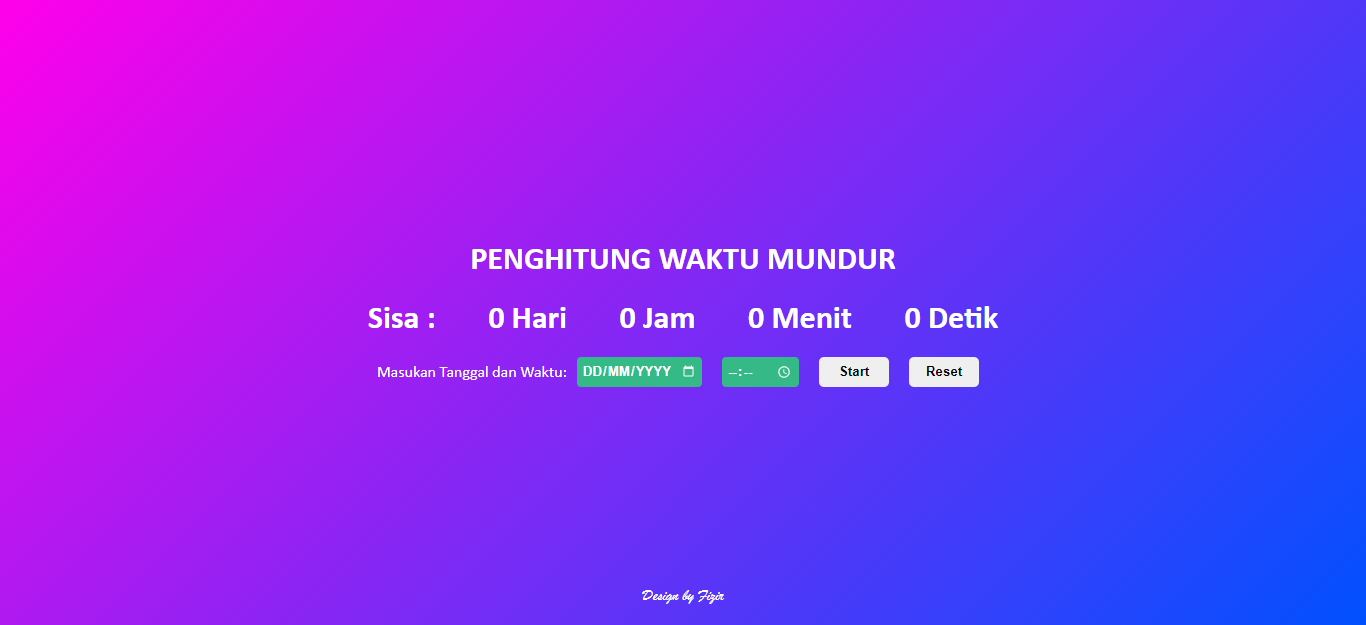 PENGHITUNG WAKTU MUNDUR
Sisa : 0 Hari 0 Jam 0 Menit 0 Detik
Masukan Tanggal dan Waktu: DD/MM/YYYY --:-- Start Reset
Design by Fizir